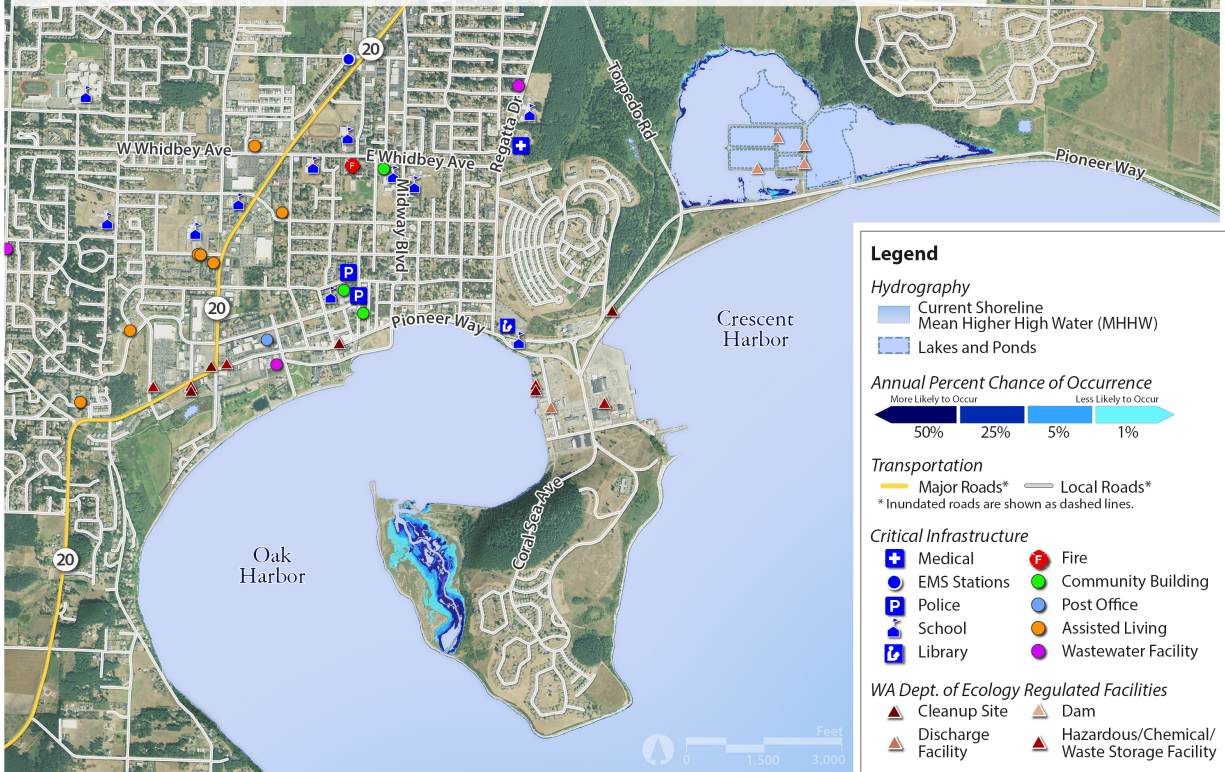 20
Torpedo Rd
Regatta Dr
W Whidbey Ave
E Whidbey Ave
F
Midway Blvd
Pioneer Way
P
P
20
Pioneer Way
Crescent
Harbor
Coral Sea Ave
Oak
Harbor
20
Feet
0
1,500
3,000
Legend
Hydrography
Current Shoreline
Mean Higher High Water (MHHW)
Lakes and Ponds
Annual Percent Chance of Occurrence
More Likely to Occur
Less Likely to Occur
50%
25%
5%
1%
Transportation
Major Roads*
Local Roads*
* Inundated roads are shown as dashed lines.
Critical Infrastructure
Medical
F
Fire
EMS Stations
Community Building
P
Police
Post Office
School
Assisted Living
Library
Wastewater Facility
WA Dept. of Ecology Regulated Facilities
Cleanup Site
Dam
Discharge
Facility
Hazardous/Chemical/
Waste Storage Facility